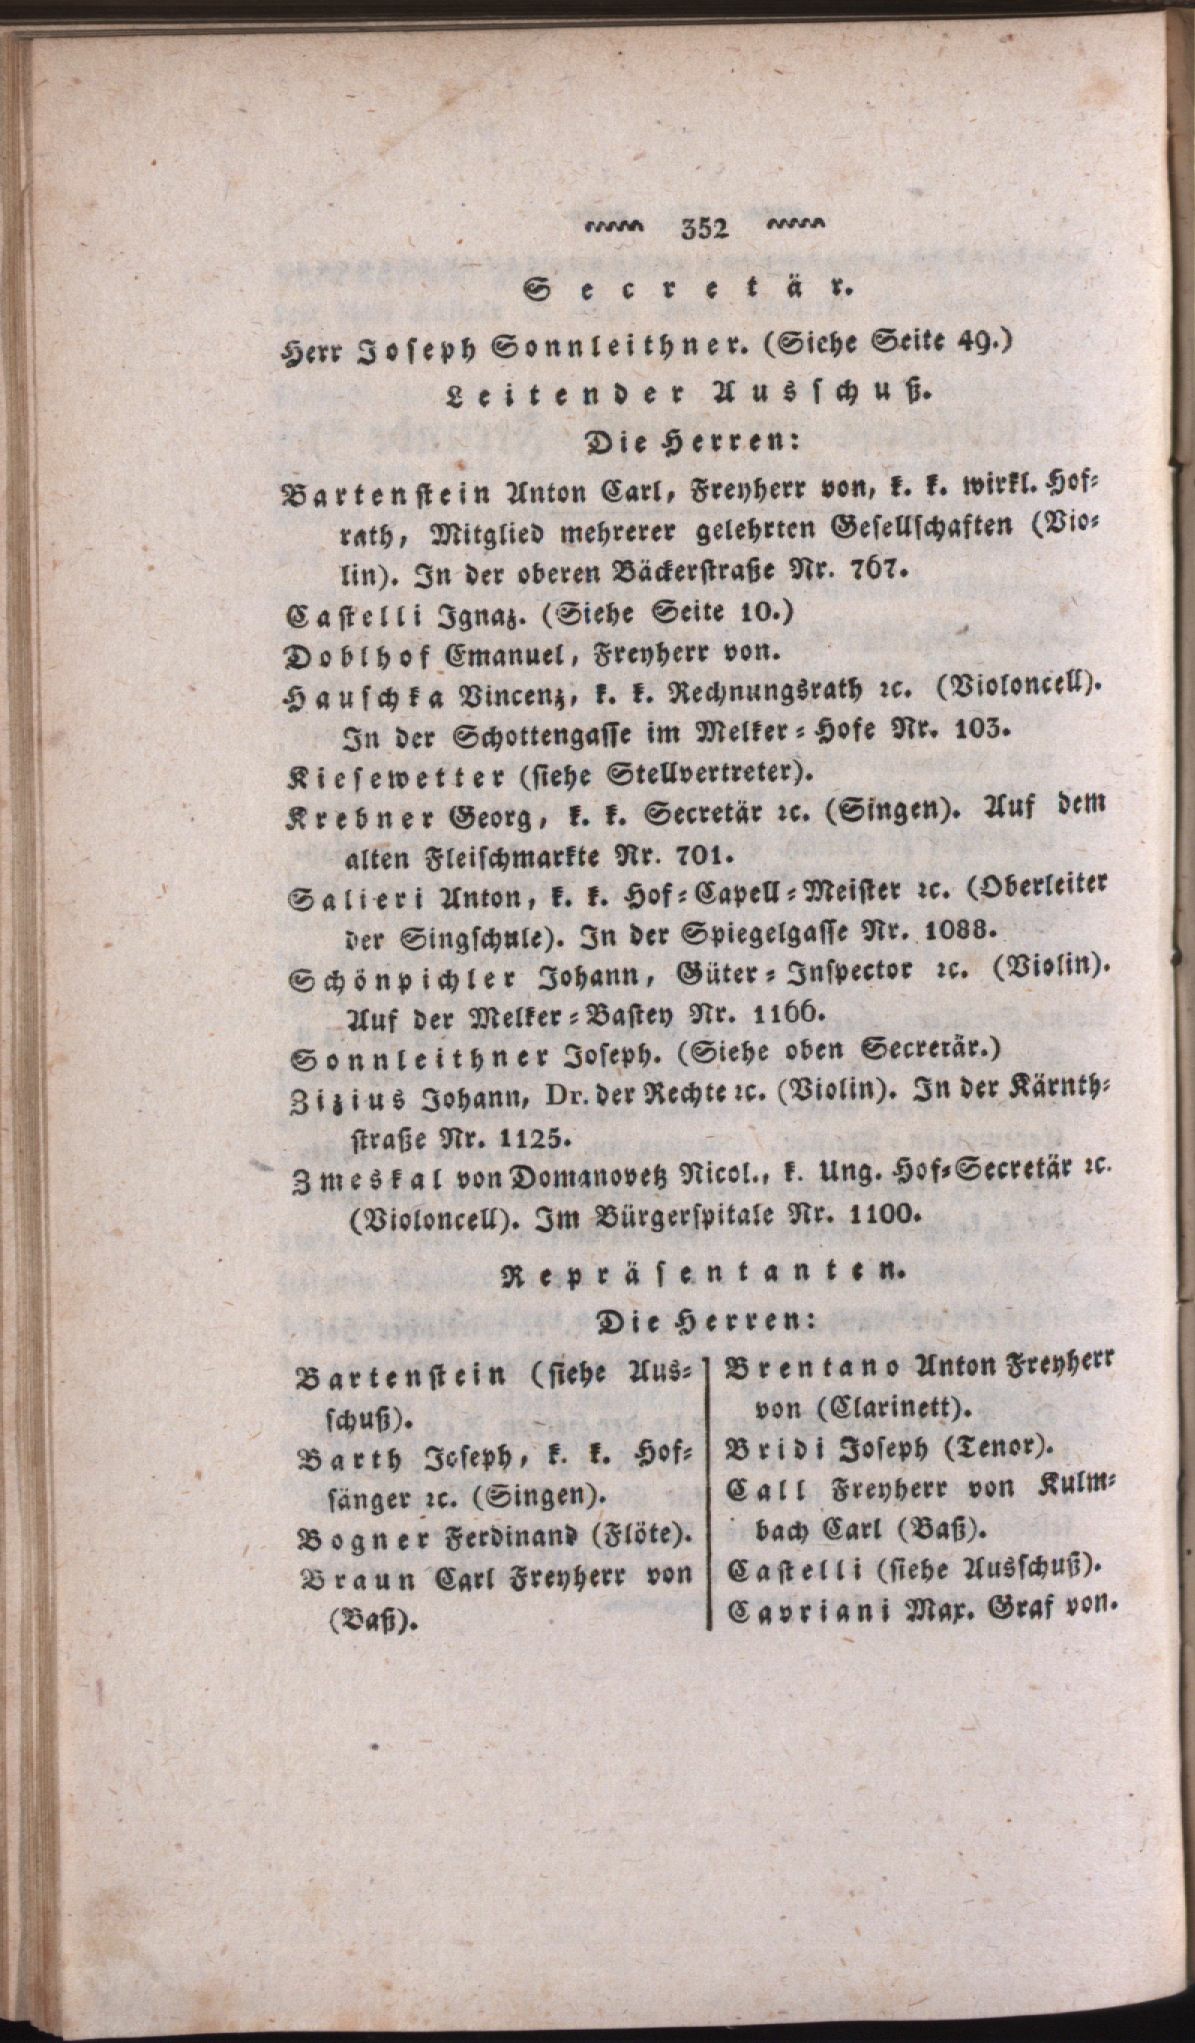 352
Secretär.
Herr Joseph Sonnleithner. (Siehe Seite 49.)
Leitender Ausschuß.
Die Herren:
Bartenstein Anton Carl, Freyherr von, k. k. wirkl. Hof-
rath, Mitglied mehrerer gelehrten Gesellschaften (Vio-
lin). In der oberen Bäckerstraße Nr. 767.
Castelli Ignaz. (Siehe Seite 10.)
Doblhof Emanuel, Freyherr von.
Hauschka Vincenz, k. k. Rechnungsrath ꝛc. (Violoncell).
In der Schottengasse im Melker-Hofe Nr. 103.
Kiesewetter (siehe Stellvertreter).
Krebner Georg, k. k. Secretär ꝛc. (Singen). Auf dem
alten Fleischmarkte Nr. 701.
Salieri Anton, k. k. Hof-Capell-Meister ꝛc. (Oberleiter
der Singschule). In der Spiegelgasse Nr. 1088.
Schönpichler Johann, Güter-Inspector ꝛc. (Violin).
Auf der Melker-Bastey Nr. 1166.
Sonnleithner Joseph. (Siehe oben Secretär.)
Zizius Johann, Dr. der Rechte ꝛc. (Violin). In der Kärnth-
straße Nr. 1125.
Zmeskal von Domanovetz Nicol., k. Ung. Hof-Secretär ꝛc.
(Violoncell). Im Bürgerspitale Nr. 1100.
Repräsentanten.
Die Herren:
Bartenstein (siehe Aus-
schuß).
Barth Joseph, k. k. Hof-
sänger ꝛc. (Singen).
Bogner Ferdinand (Flöte).
Braun Carl Freyherr von
(Baß).
Brentano Anton Freyherr
von (Clarinett).
Bridi Joseph (Tenor).
Call Freyherr von Kulm-
bach Carl (Baß).
Castelli (siehe Ausschuß).
Cavriani Max. Graf von.